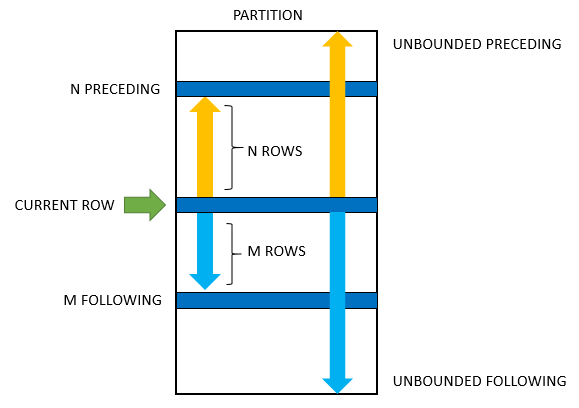 PARTITION
UNBOUNDED PRECEDING
N PRECEDING
N ROWS
CURRENT ROW
M ROWS
M FOLLOWING
UNBOUNDED FOLLOWING